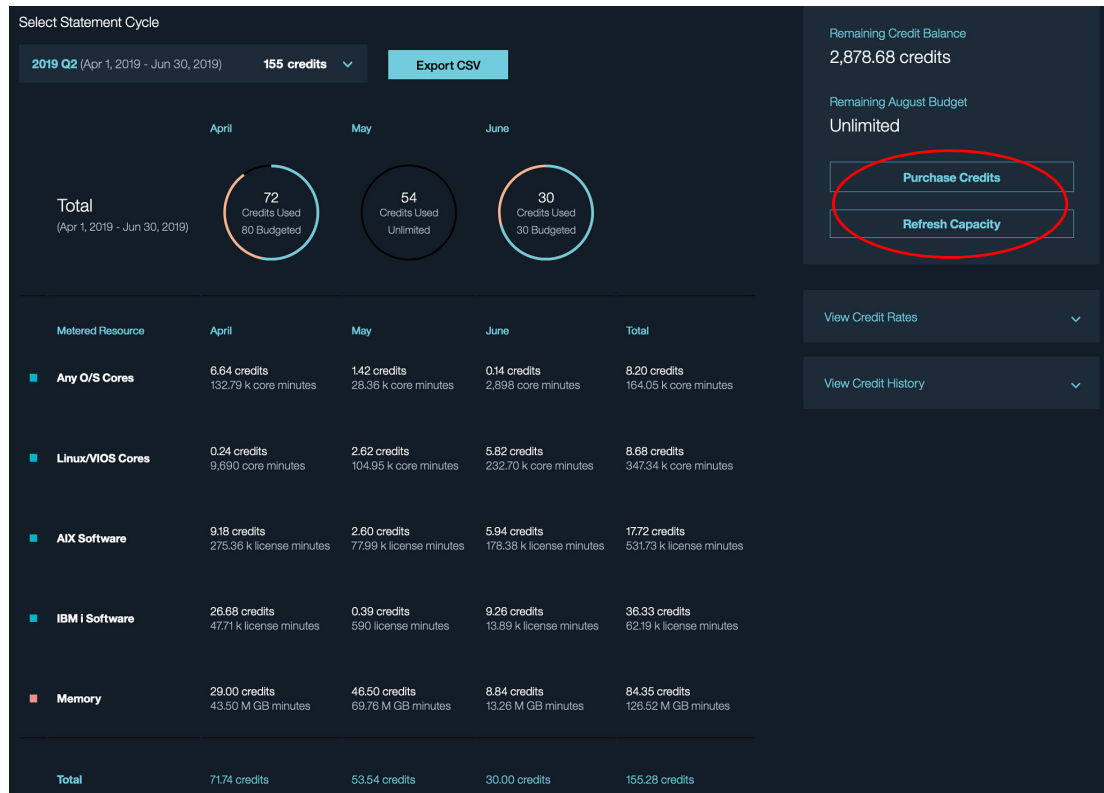 Select Statement Cycle
2019 Q2 (Apr 1, 2019 - Jun 30, 2019) 155 credits
Export CSV
April May June
Total
(Apr 1, 2019 - Jun 30, 2019)
72
Credits Used
80 Budgeted
54
Credits Used
Unlimited
30
Credits Used
30 Budgeted
Metered Resource April May June Total
Any O/S Cores
6.64 credits 1.42 credits 0.14 credits 8.20 credits
132.79 k core minutes 28.36 k core minutes 2,898 core minutes 164.05 k core minutes
Linux/VIOS Cores
0.24 credits 2.62 credits 5.82 credits 8.68 credits
9,690 core minutes 104.95 k core minutes 232.70 k core minutes 347.34 k core minutes
AIX Software
9.18 credits 2.60 credits 5.94 credits 17.72 credits
275.36 k license minutes 77.99 k license minutes 178.38 k license minutes 531.73 k license minutes
IBM i Software
26.68 credits 0.39 credits 9.26 credits 36.33 credits
47.71 k license minutes 590 license minutes 13.89 k license minutes 62.19 k license minutes
Memory
29.00 credits 46.50 credits 8.84 credits 84.35 credits
43.50 M GB minutes 69.76 M GB minutes 13.26 M GB minutes 126.52 M GB minutes
Total 71.74 credits 53.54 credits 30.00 credits 155.28 credits
Remaining Credit Balance
2,878.68 credits
Remaining August Budget
Unlimited
Purchase Credits
Refresh Capacity
View Credit Rates
View Credit History